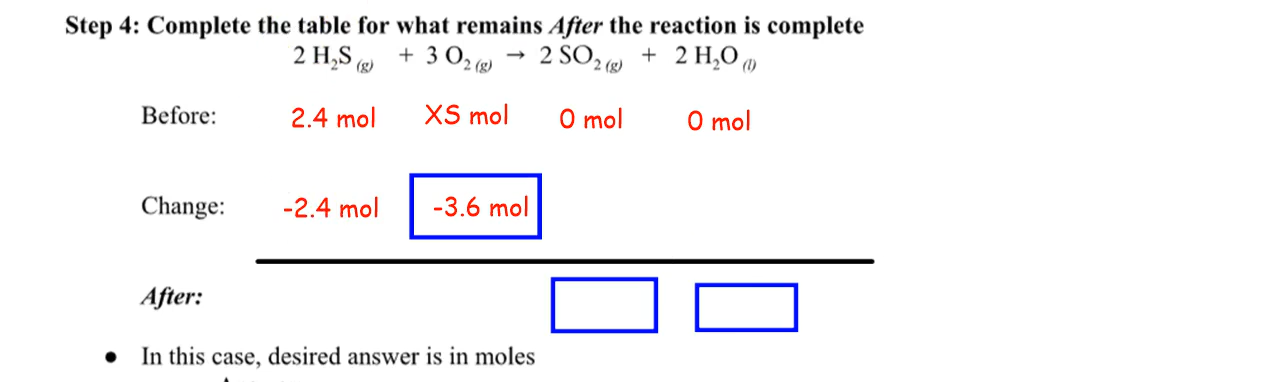 Step 4: Complete the table for what remains After the reaction is complete
2 H₂S (g) + 3 O₂ (g) → 2 SO₂ (g) + 2 H₂O (l)
Before: 2.4 mol XS mol 0 mol 0 mol
Change: -2.4 mol -3.6 mol
After:
• In this case, desired answer is in moles